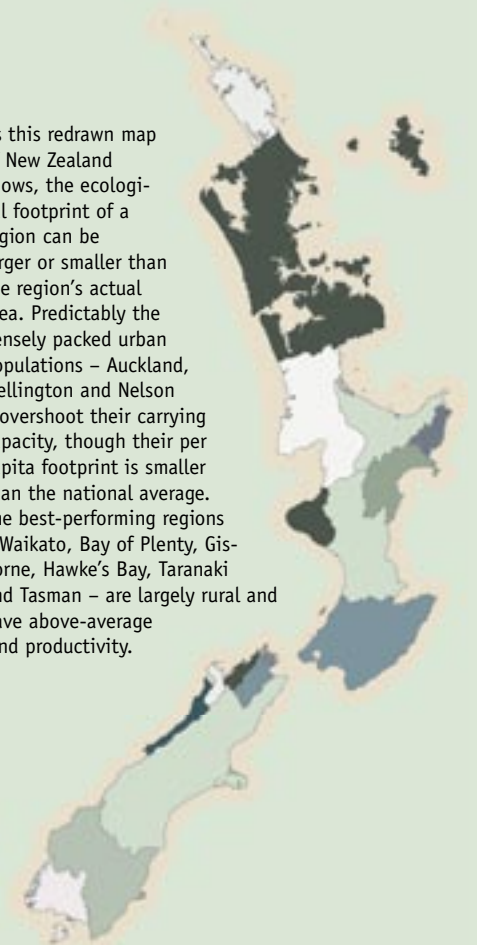 s this redrawn map
New Zealand
ows, the ecologi-
l footprint of a
gion can be
rger or smaller than
e region's actual
ea. Predictably the
ensely packed urban
opulations – Auckland,
ellington and Nelson
overshoot their carrying
pacity, though their per
pita footprint is smaller
an the national average.
e best-performing regions
Waikato, Bay of Plenty, Gis-
orne, Hawke's Bay, Taranaki
nd Tasman – are largely rural and
ave above-average
nd productivity.